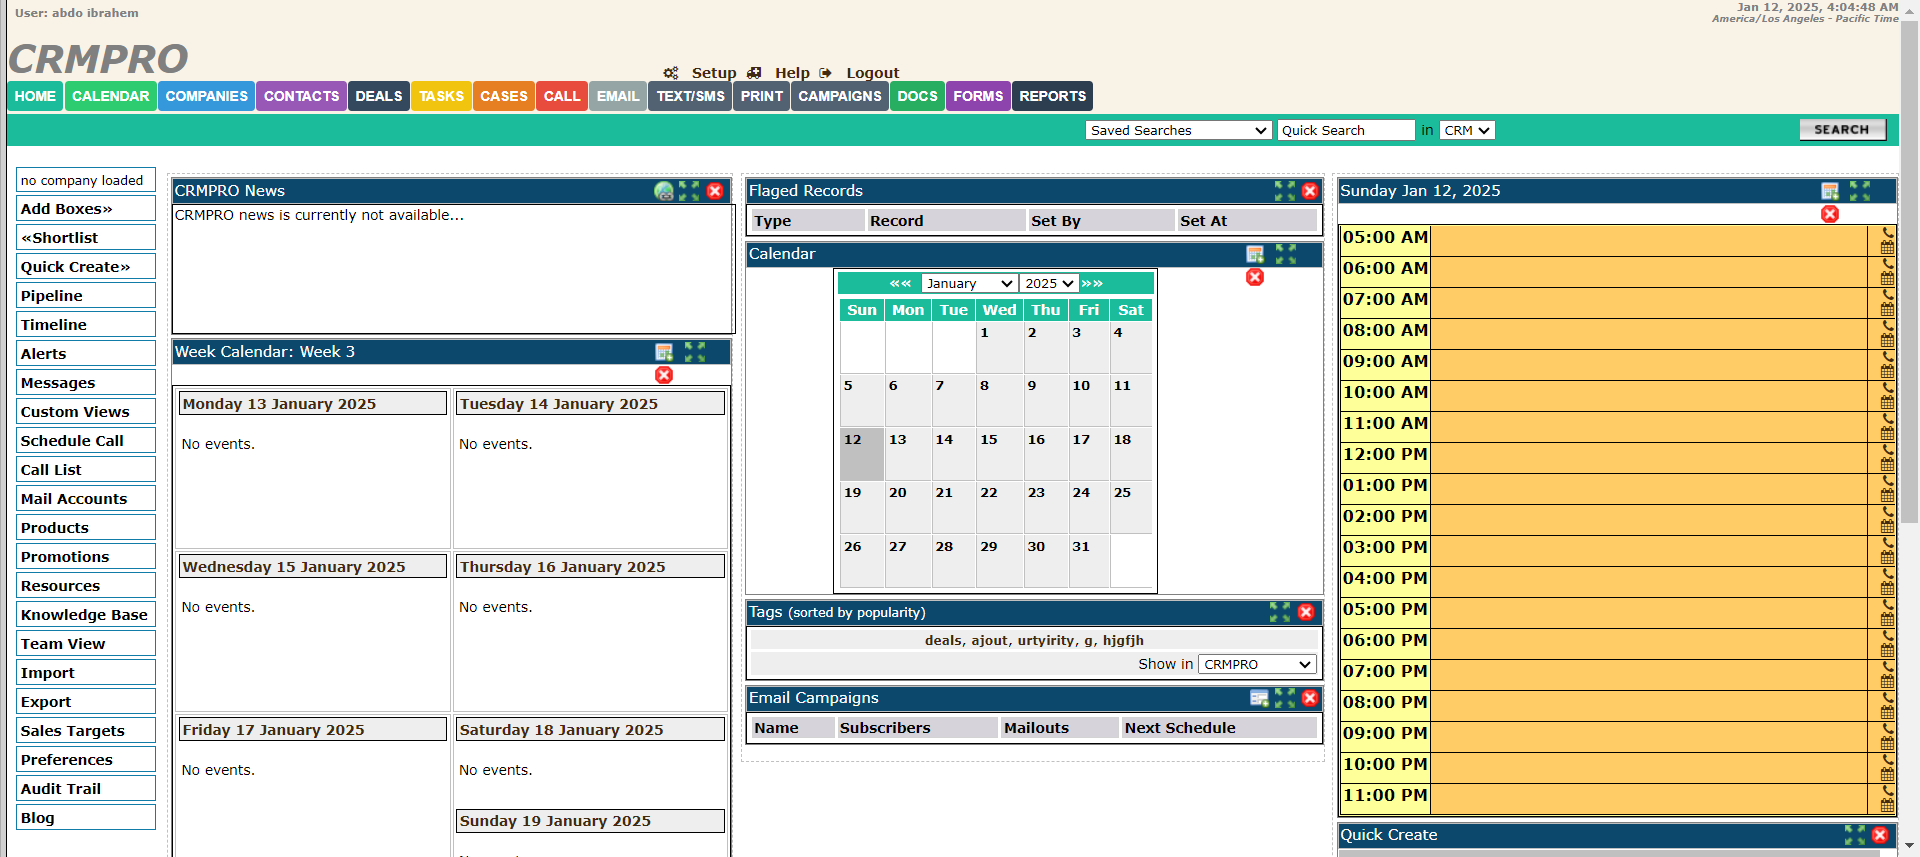 User: abdo ibrahem
Jan 12, 2025, 4:04:48 AM
America/Los Angeles - Pacific Time
CRMPRO
Setup Help Logout
HOME CALENDAR COMPANIES CONTACTS DEALS TASKS CASES CALL EMAIL TEXT/SMS PRINT CAMPAIGNS DOCS FORMS REPORTS
Saved Searches Quick Search in CRM SEARCH
no company loaded
Add Boxes»
«Shortlist
Quick Create»
Pipeline
Timeline
Alerts
Messages
Custom Views
Schedule Call
Call List
Mail Accounts
Products
Promotions
Resources
Knowledge Base
Team View
Import
Export
Sales Targets
Preferences
Audit Trail
Blog
CRMPRO News
CRMPRO news is currently not available...
Week Calendar: Week 3
Monday 13 January 2025
No events.
Tuesday 14 January 2025
No events.
Wednesday 15 January 2025
No events.
Thursday 16 January 2025
No events.
Friday 17 January 2025
No events.
Saturday 18 January 2025
No events.
Sunday 19 January 2025
Flaged Records
Type Record Set By Set At
Calendar
«« January 2025 »»
Sun Mon Tue Wed Thu Fri Sat
1 2 3 4
5 6 7 8 9 10 11
12 13 14 15 16 17 18
19 20 21 22 23 24 25
26 27 28 29 30 31
Tags (sorted by popularity)
deals, ajout, urtyirity, g, hjgfjh
Show in CRMPRO
Email Campaigns
Name Subscribers Mailouts Next Schedule
Sunday Jan 12, 2025
05:00 AM
06:00 AM
07:00 AM
08:00 AM
09:00 AM
10:00 AM
11:00 AM
12:00 PM
01:00 PM
02:00 PM
03:00 PM
04:00 PM
05:00 PM
06:00 PM
07:00 PM
08:00 PM
09:00 PM
10:00 PM
11:00 PM
Quick Create